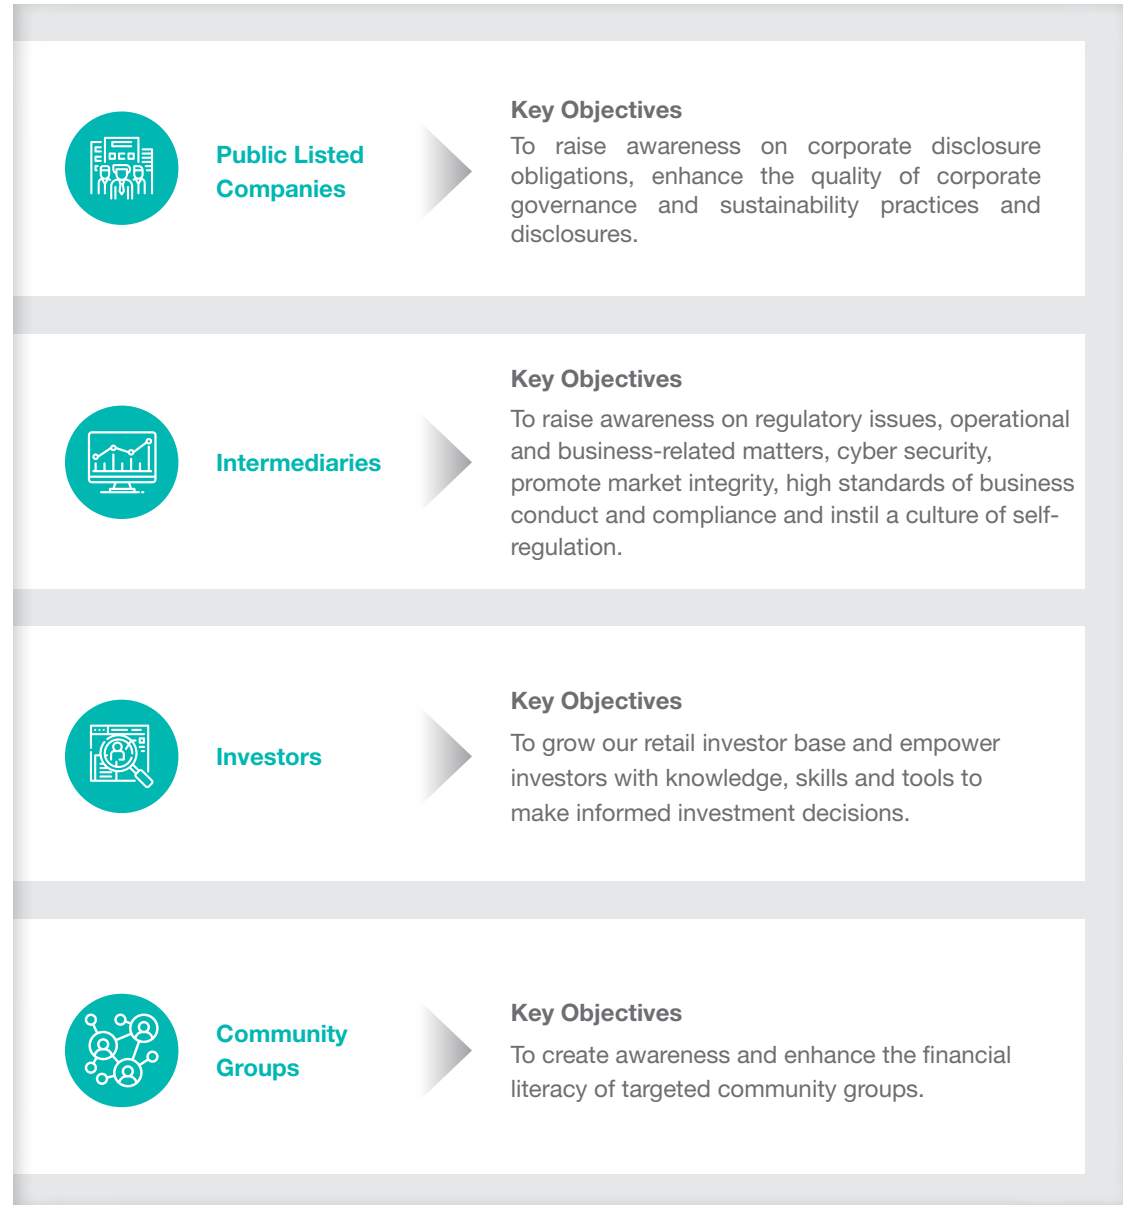 Public Listed
Companies
Key Objectives
To raise awareness on corporate disclosure
obligations, enhance the quality of corporate
governance and sustainability practices and
disclosures.
Intermediaries
Key Objectives
To raise awareness on regulatory issues, operational
and business-related matters, cyber security,
promote market integrity, high standards of business
conduct and compliance and instil a culture of self-
regulation.
Investors
Key Objectives
To grow our retail investor base and empower
investors with knowledge, skills and tools to
make informed investment decisions.
Community
Groups
Key Objectives
To create awareness and enhance the financial
literacy of targeted community groups.